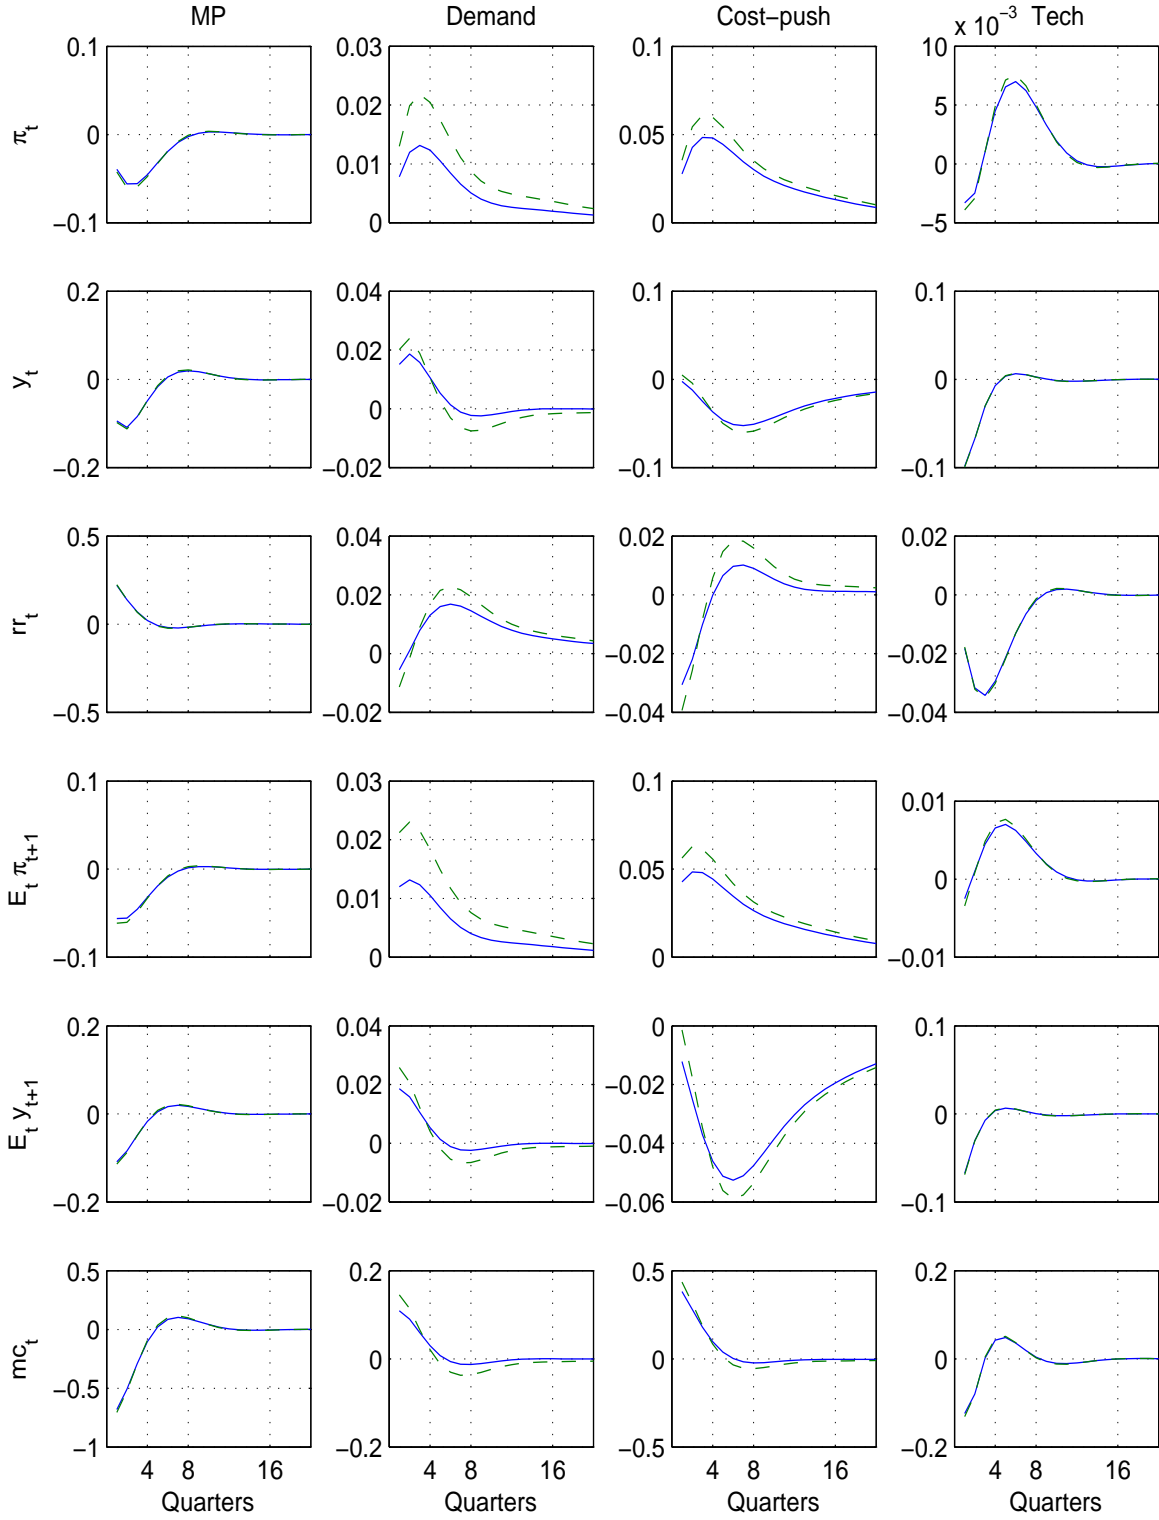 MP Demand Cost−push x 10−3 Tech
0.1 0.03 0.1 10
0.02 5
π_t 0 0.05
0.01 0
−0.1 0 0 −5
0.2 0.04 0.1 0.1
0.02
y_t 0 0 0
0
−0.2 −0.02 −0.1 −0.1
0.5 0.04 0.02 0.02
0.02 0 0
rr_t 0
0 −0.02 −0.02
−0.5 −0.02 −0.04 −0.04
0.1 0.03 0.1 0.01
0.02
E_t π_{t+1} 0 0.05 0
0.01
−0.1 0 0 −0.01
0.2 0.04 0 0.1
0.02 −0.02
E_t y_{t+1} 0 0
0 −0.04
−0.2 −0.02 −0.06 −0.1
0.5 0.2 0.5 0.2
0
mc_t 0 0 0
−0.5
−1 −0.2 −0.5 −0.2
4 8 16 4 8 16 4 8 16 4 8 16
Quarters Quarters Quarters Quarters